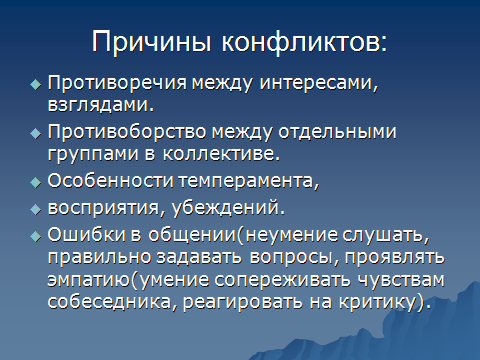 Причины конфликтов:
Противоречия между интересами,
взглядами.
Противоборство между отдельными
группами в коллективе.
Особенности темперамента,
восприятия, убеждений.
Ошибки в общении(неумение слушать,
правильно задавать вопросы, проявлять
эмпатию(умение сопереживать чувствам
собеседника, реагировать на критику).